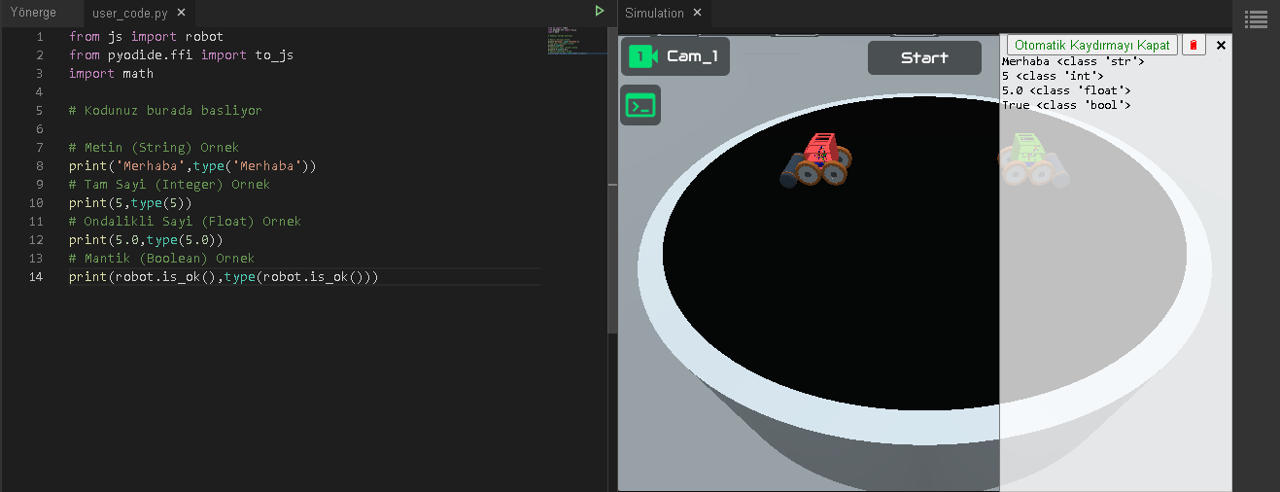 Yönerge
user_code.py
1 from js import robot
2 from pyodide.ffi import to_js
3 import math
4
5 # Kodunuz burada basliyor
6
7 # Metin (String) Ornek
8 print('Merhaba',type('Merhaba'))
9 # Tam Sayi (Integer) Ornek
10 print(5,type(5))
11 # Ondalikli Sayi (Float) Ornek
12 print(5.0,type(5.0))
13 # Mantik (Boolean) Ornek
14 print(robot.is_ok(),type(robot.is_ok()))
Simulation
1 Cam_1
Start
Otomatik Kaydırmayı Kapat
Merhaba <class 'str'>
5 <class 'int'>
5.0 <class 'float'>
True <class 'bool'>